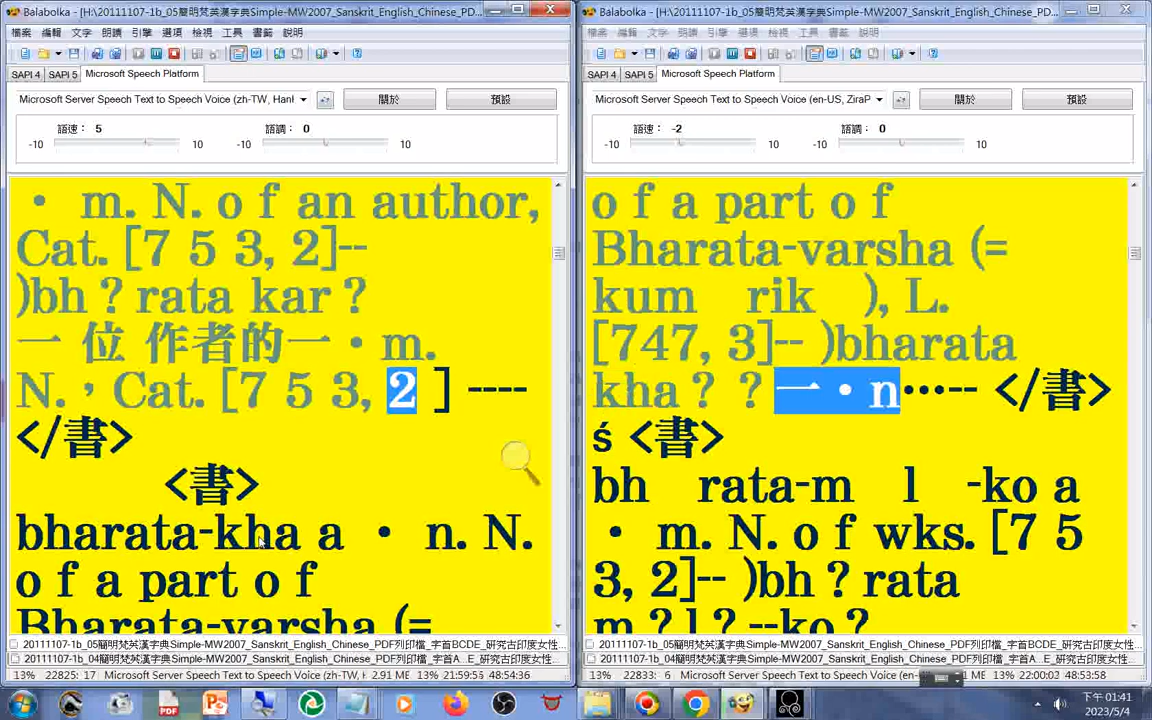 Balabolka - [H:\20111107-1b_05簡明梵英漢字典Simple-MW2007_Sanskrit_English_Chinese_PD...
檔案 編輯 文字 朗讀 引擎 選項 檢視 工具 書籤 說明
SAPI 4 SAPI 5 Microsoft Speech Platform
Microsoft Server Speech Text to Speech Voice (zh-TW, Hanl
關於 預設
語速： 5 語調： 0
-10 10 -10 10
• m. N. o f an author,
Cat. [7 5 3, 2]--
)bh ? rata kar ?
一 位 作者的一 • m.
N. , Cat. [7 5 3, 2 ] ----
</書>
<書>
bharata-kha a • n. N.
o f a part o f
Bharata-varsha (=
20111107-1b_05簡明梵英漢字典Simple-MW2007_Sanskrit_English_Chinese_PDF列印檔_字首BCDE_研究古印度女性...
20111107-1b_04簡明梵英漢字典Simple-MW2007_Sanskrit_English_Chinese_PDF列印檔_字首A...E_研究古印度女性...
13% 22825: 17 Microsoft Server Speech Text to Speech Voice (zh-TW, 2.91 MB 13% 21:59:55 48:54:36
Balabolka - [H:\20111107-1b_05簡明梵英漢字典Simple-MW2007_Sanskrit_English_Chinese_PD...
檔案 編輯 文字 朗讀 引擎 選項 檢視 工具 書籤 說明
SAPI 4 SAPI 5 Microsoft Speech Platform
Microsoft Server Speech Text to Speech Voice (en-US, ZiraP
關於 預設
語速： -2 語調： 0
-10 10 -10 10
o f a part o f
Bharata-varsha (=
kum rik ), L.
[747, 3]-- )bharata
kha ? ? 一 • n•••-- </書>
ś <書>
bh rata-m l -ko a
• m. N. o f wks. [7 5
3, 2]-- )bh ? rata
m ? l ? --ko ?
20111107-1b_05簡明梵英漢字典Simple-MW2007_Sanskrit_English_Chinese_PDF列印檔_字首BCDE_研究古印度女性...
20111107-1b_04簡明梵英漢字典Simple-MW2007_Sanskrit_English_Chinese_PDF列印檔_字首A...E_研究古印度女性...
13% 22833: 6 Microsoft Server Speech Text to Speech Voice 13% 22:00:03 48:53:58
PDF
下午 01:41
2023/5/4